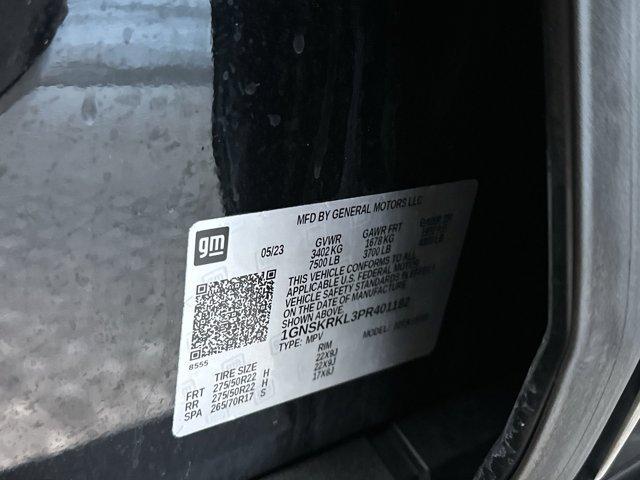 MFD BY GENERAL MOTORS LLC
gm
05/23
GVWR
3402 KG
7500 LB
GAWR FRT
1678 KG
3700 LB
THIS VEHICLE CONFORMS TO ALL
APPLICABLE U.S. FEDERAL MOTOR
VEHICLE SAFETY STANDARDS IN EFFECT
ON THE DATE OF MANUFACTURE
SHOWN ABOVE.
1GNSKRKL3PR401182
TYPE: MPV
MODEL:
8555
TIRE SIZE RIM
FRT 275/50R22 H 22X9J
RR 275/50R22 H 22X9J
SPA 265/70R17 S 17X8J